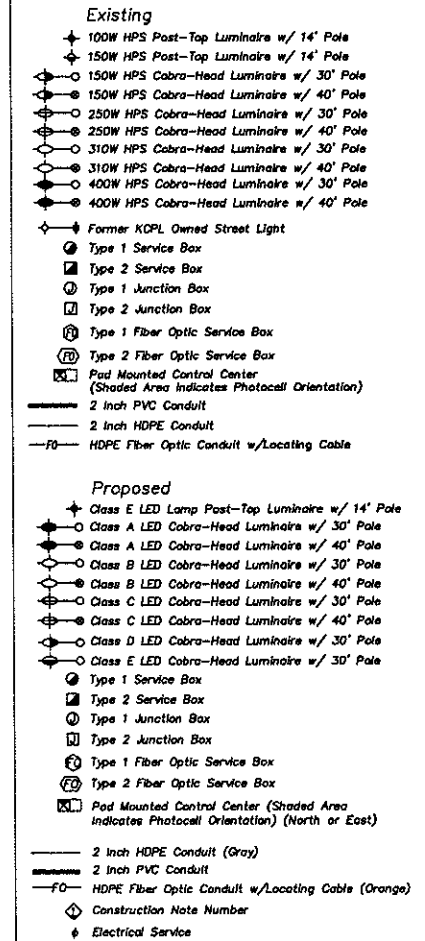 Existing
100W HPS Post-Top Luminaire w/ 14' Pole
150W HPS Post-Top Luminaire w/ 14' Pole
150W HPS Cobra-Head Luminaire w/ 30' Pole
150W HPS Cobra-Head Luminaire w/ 40' Pole
250W HPS Cobra-Head Luminaire w/ 30' Pole
250W HPS Cobra-Head Luminaire w/ 40' Pole
310W HPS Cobra-Head Luminaire w/ 30' Pole
310W HPS Cobra-Head Luminaire w/ 40' Pole
400W HPS Cobra-Head Luminaire w/ 30' Pole
400W HPS Cobra-Head Luminaire w/ 40' Pole
Former KCPL Owned Street Light
Type 1 Service Box
Type 2 Service Box
J Type 1 Junction Box
J Type 2 Junction Box
FO Type 1 Fiber Optic Service Box
FO Type 2 Fiber Optic Service Box
Pad Mounted Control Center
(Shaded Area Indicates Photocell Orientation)
2 Inch PVC Conduit
2 Inch HDPE Conduit
FO HDPE Fiber Optic Conduit w/Locating Cable
Proposed
Class E LED Lamp Post-Top Luminaire w/ 14' Pole
Class A LED Cobra-Head Luminaire w/ 30' Pole
Class A LED Cobra-Head Luminaire w/ 40' Pole
Class B LED Cobra-Head Luminaire w/ 30' Pole
Class B LED Cobra-Head Luminaire w/ 40' Pole
Class C LED Cobra-Head Luminaire w/ 30' Pole
Class C LED Cobra-Head Luminaire w/ 40' Pole
Class D LED Cobra-Head Luminaire w/ 30' Pole
Class E LED Cobra-Head Luminaire w/ 30' Pole
Type 1 Service Box
Type 2 Service Box
J Type 1 Junction Box
J Type 2 Junction Box
FO Type 1 Fiber Optic Service Box
FO Type 2 Fiber Optic Service Box
Pad Mounted Control Center (Shaded Area
Indicates Photocell Orientation) (North or East)
2 Inch HDPE Conduit (Gray)
2 Inch PVC Conduit
FO HDPE Fiber Optic Conduit w/Locating Cable (Orange)
1 Construction Note Number
Electrical Service